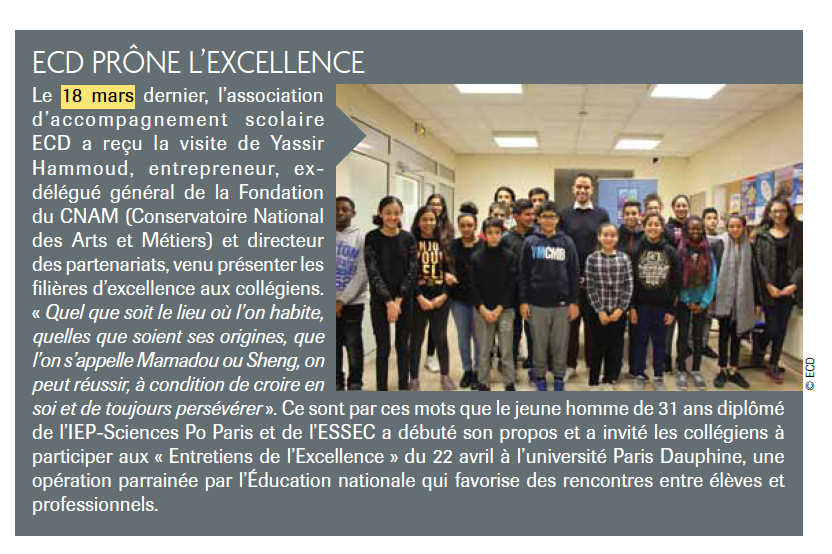 ECD PRÔNE L'EXCELLENCE
Le 18 mars dernier, l'association
d'accompagnement scolaire
ECD a reçu la visite de Yassir
Hammoud, entrepreneur, ex-
délégué général de la Fondation
du CNAM (Conservatoire National
des Arts et Métiers) et directeur
des partenariats, venu présenter les
filières d'excellence aux collégiens.
« Quel que soit le lieu où l'on habite,
quelles que soient ses origines, que
l'on s'appelle Mamadou ou Sheng, on
peut réussir, à condition de croire en
soi et de toujours persévérer ». Ce sont par ces mots que le jeune homme de 31 ans diplômé
de l'IEP-Sciences Po Paris et de l'ESSEC a débuté son propos et a invité les collégiens à
participer aux « Entretiens de l'Excellence » du 22 avril à l'université Paris Dauphine, une
opération parrainée par l'Éducation nationale qui favorise des rencontres entre élèves et
professionnels.
YMCMB
© ECD